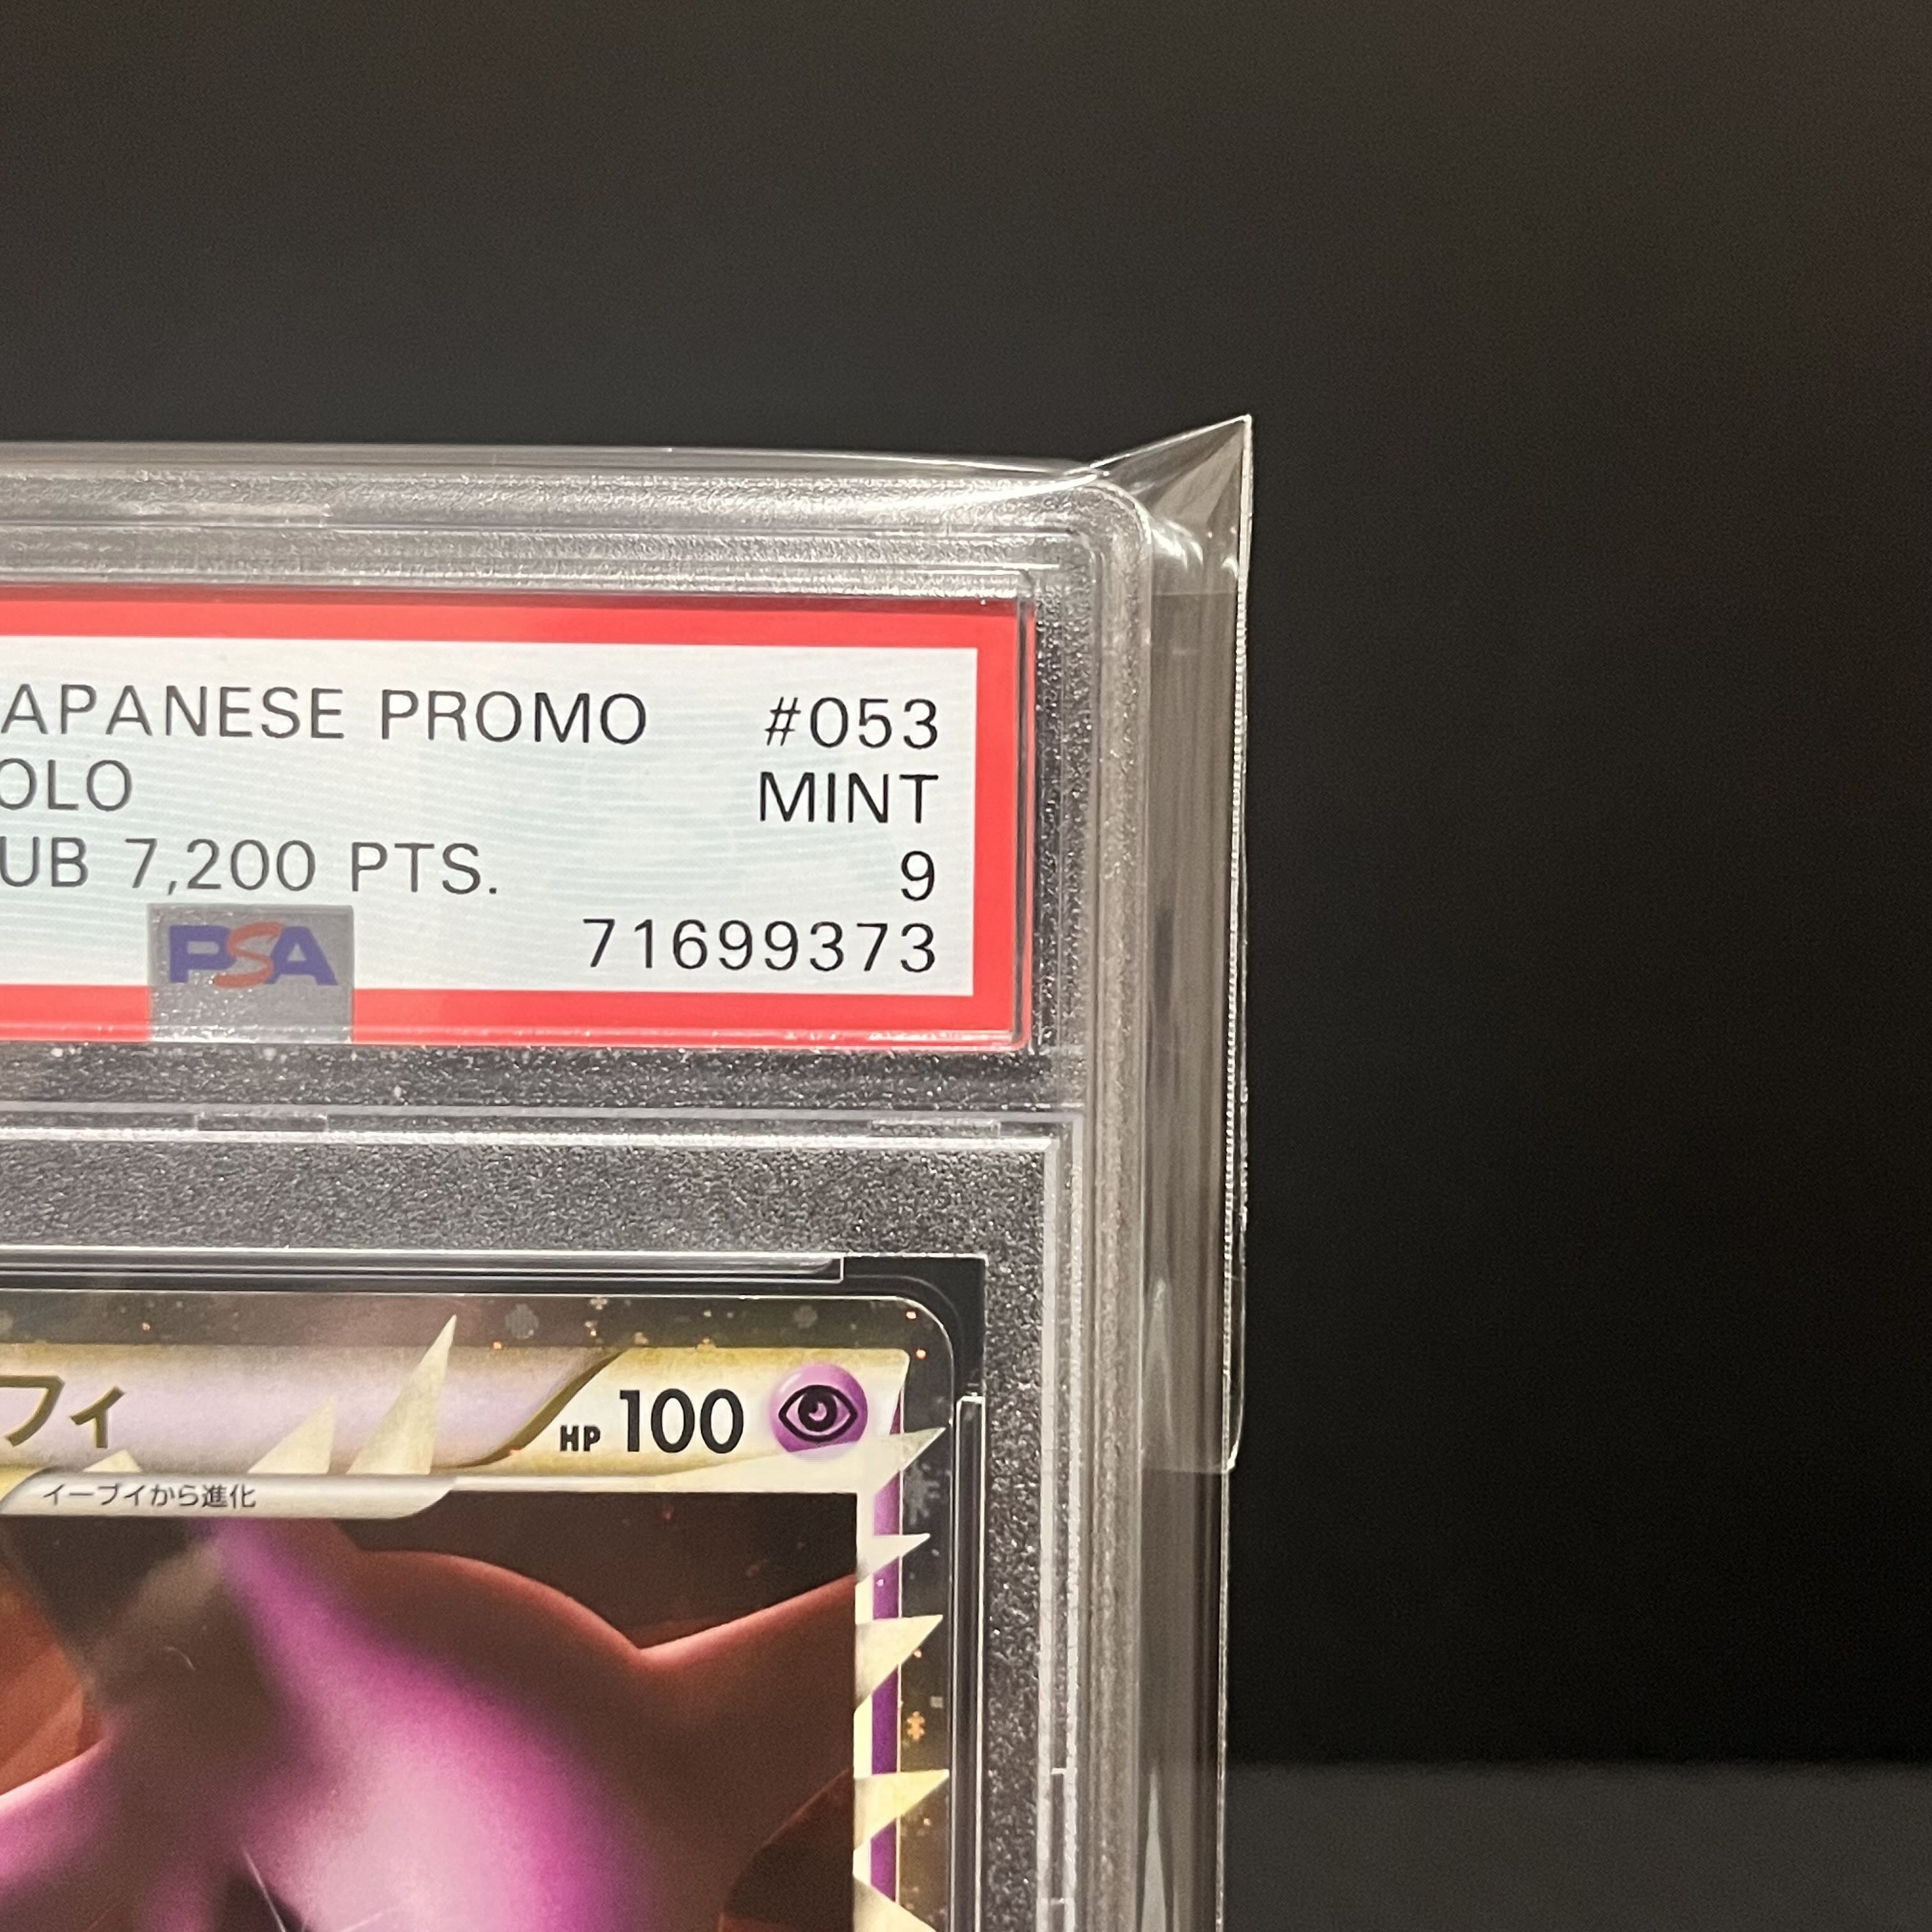 APANESE PROMO #053
OLO MINT
UB 7,200 PTS. 9
PSA 71699373
フィ HP 100
イーブイから進化